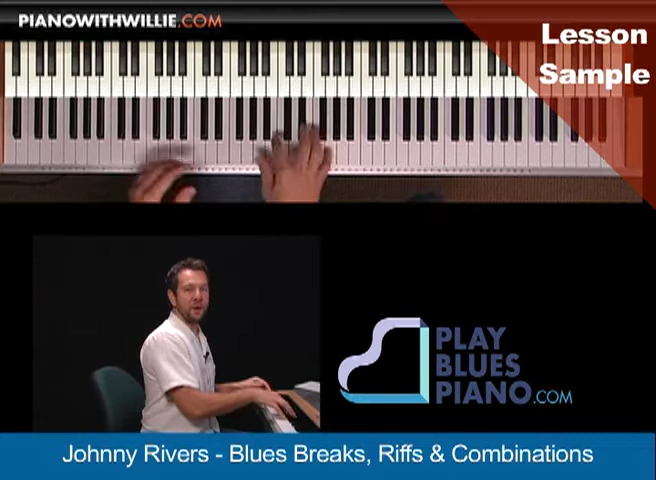 PIANOWITHWILLIE.COM
Lesson
Sample
PLAY
BLUES
PIANO.COM
Johnny Rivers - Blues Breaks, Riffs & Combinations